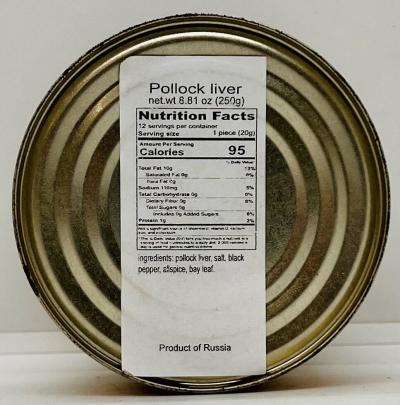 Pollock liver
net.wt 8.81 oz (250g)
Nutrition Facts
12 servings per container
Serving size 1 piece (20g)
Amount Per Serving
Calories 95
% Daily Value
Total Fat 10g 13%
Saturated Fat 0g 0%
Trans Fat 0g
Sodium 110mg 5%
Total Carbohydrate 0g 0%
Dietary Fiber 0g 0%
Total Sugars 0g
Includes 0g Added Sugars 0%
Protein 1g 2%
ingredients: pollock liver, salt, black
pepper, allspice, bay leaf.
Product of Russia